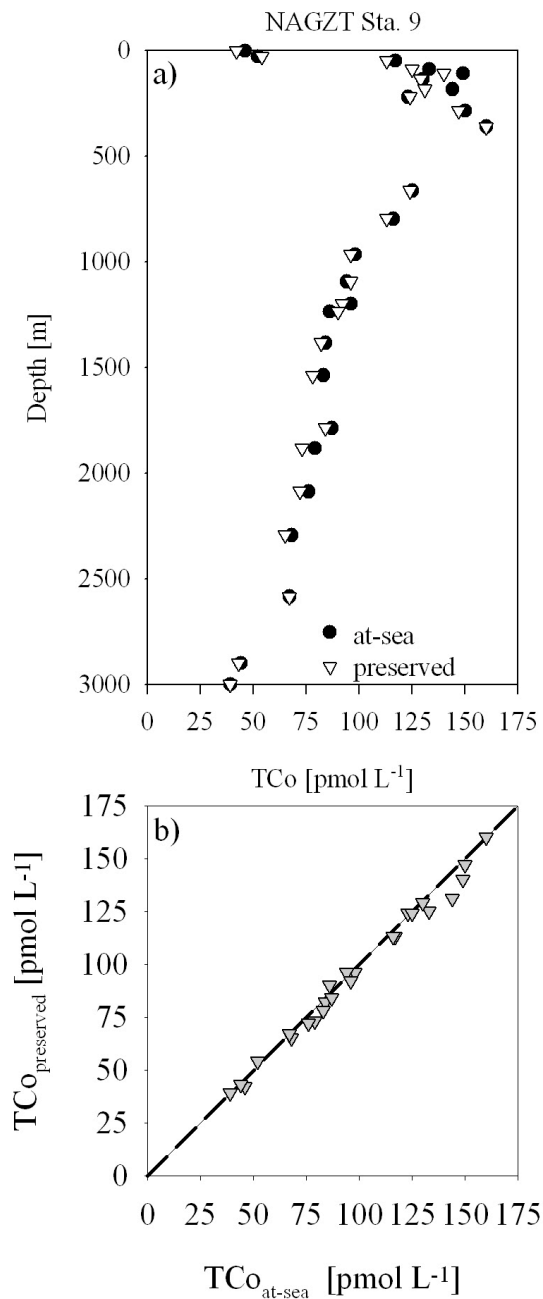 NAGZT Sta. 9
a)
0
500
1000
1500
2000
2500
3000
Depth [m]
at-sea
preserved
0 25 50 75 100 125 150 175
TCo [pmol L-1]
b)
175
150
125
100
75
50
25
0
TCopreserved [pmol L-1]
0 25 50 75 100 125 150 175
TCoat-sea [pmol L-1]